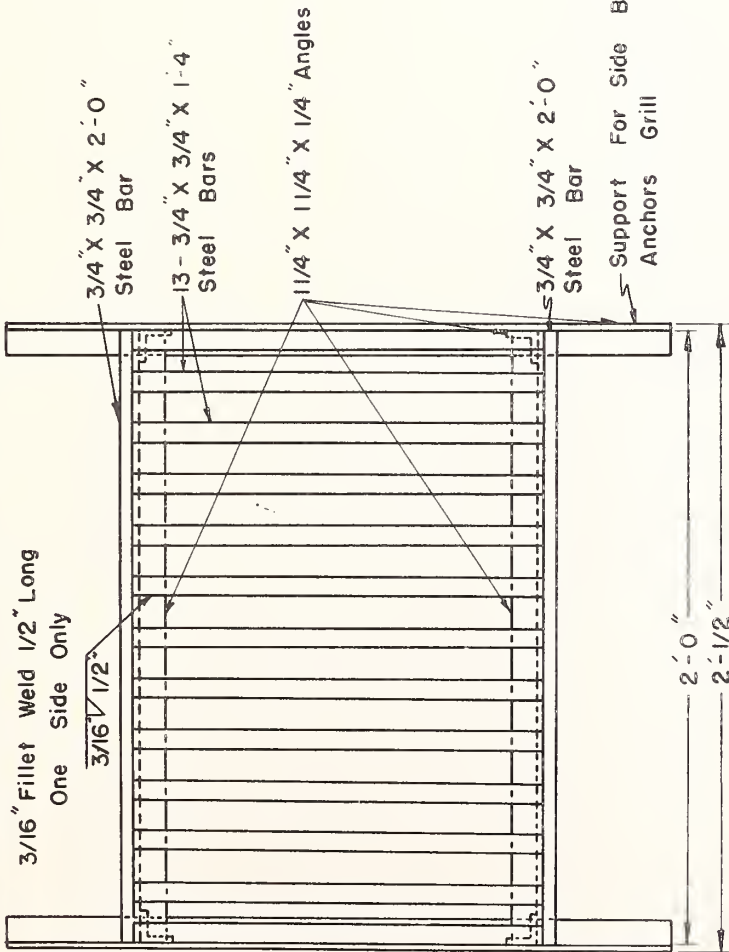 3/16" Fillet Weld 1/2" Long
One Side Only
3/16" 1/2"
3/4" X 3/4" X 2'-0"
Steel Bar
13- 3/4" X 3/4" X 1'-4"
Steel Bars
1 1/4" X 1 1/4" X 1/4" Angles
3/4" X 3/4" X 2'-0"
Steel Bar
Support For Side
Anchors Grill
2'-0"
2'-1/2"